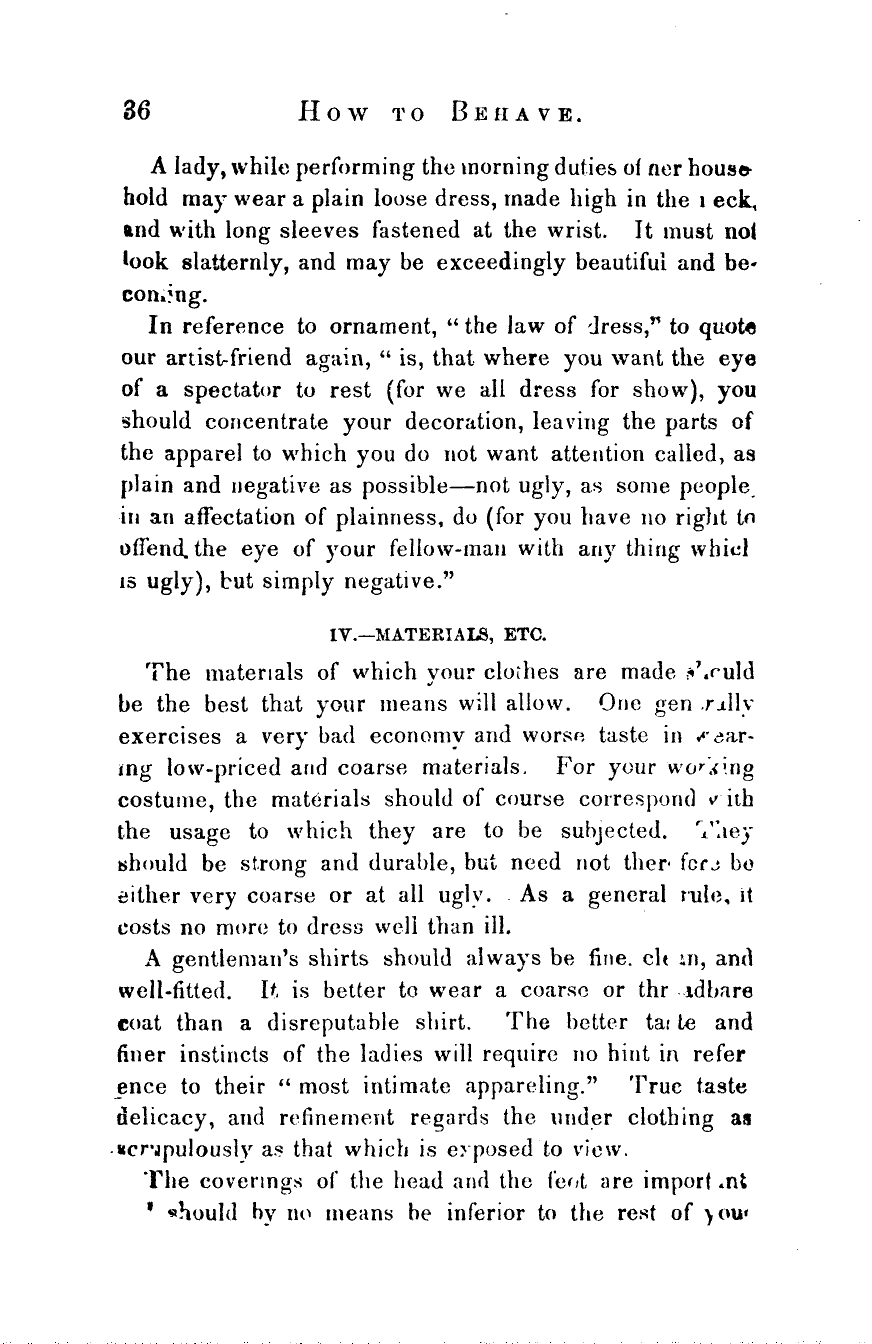 36 HOW TO BEHAVE.
A lady, while performing the morning duties of her house-
hold may wear a plain loose dress, made high in the neck,
and with long sleeves fastened at the wrist. It must not
look slatternly, and may be exceedingly beautiful and be-
coming.
In reference to ornament, “the law of dress,” to quote
our artist-friend again, “is, that where you want the eye
of a spectator to rest (for we all dress for show), you
should concentrate your decoration, leaving the parts of
the apparel to which you do not want attention called, as
plain and negative as possible—not ugly, as some people,
in an affectation of plainness, do (for you have no right to
offend the eye of your fellow-man with any thing which
is ugly), but simply negative.”
IV.—MATERIALS, ETC.
The materials of which your clothes are made should
be the best that your means will allow. One generally
exercises a very bad economy and worse taste in wear-
ing low-priced and coarse materials. For your working
costume, the materials should of course correspond with
the usage to which they are to be subjected. They
should be strong and durable, but need not therefore be
either very coarse or at all ugly. As a general rule, it
costs no more to dress well than ill.
A gentleman's shirts should always be fine, clean, and
well-fitted. It is better to wear a coarse or threadbare
coat than a disreputable shirt. The better taste and
finer instincts of the ladies will require no hint in refer
ence to their “most intimate appareling.” True taste
delicacy, and refinement regards the under clothing as
scrupulously as that which is exposed to view.
The coverings of the head and the feet are important
should by no means be inferior to the rest of your